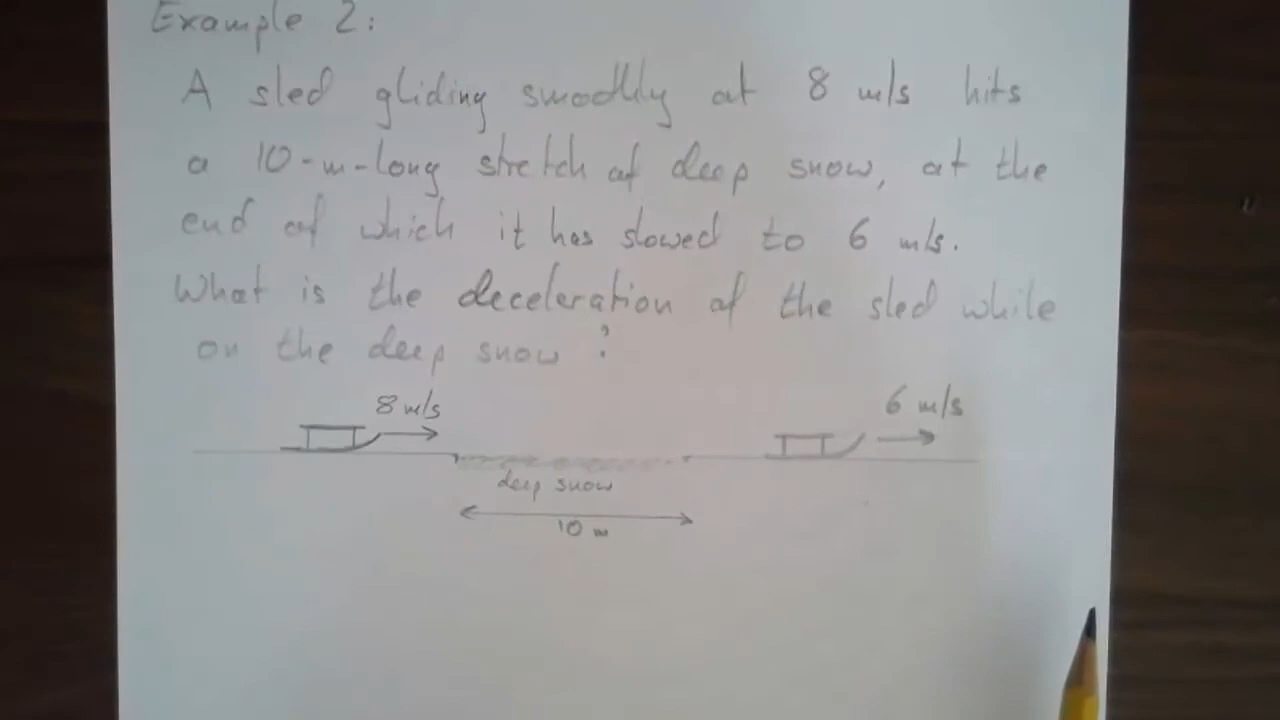 Example 2:
A sled gliding smoothly at 8 m/s hits
a 10-m-long stretch of deep snow, at the
end of which it has slowed to 6 m/s.
What is the deceleration of the sled while
on the deep snow?
8 m/s
6 m/s
deep snow
10 m